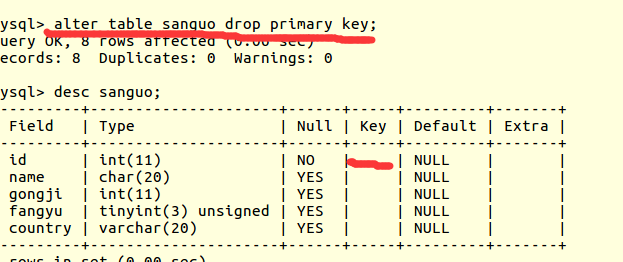 ysql> alter table sanguo drop primary key;
uery OK, 8 rows affected (0.00 sec)
ecords: 8  Duplicates: 0  Warnings: 0
ysql> desc sanguo;
---------+---------------------+------+-----+---------+-------+
 Field   | Type                | Null | Key | Default | Extra |
---------+---------------------+------+-----+---------+-------+
 id      | int(11)             | NO   |     | NULL    |       |
 name    | char(20)            | YES  |     | NULL    |       |
 gongji  | int(11)             | YES  |     | NULL    |       |
 fangyu  | tinyint(3) unsigned | YES  |     | NULL    |       |
 country | varchar(20)         | YES  |     | NULL    |       |
---------+---------------------+------+-----+---------+-------+
 rows in set (0.00 sec)